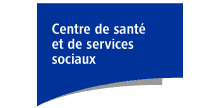 Centre de santé
et de services
sociaux